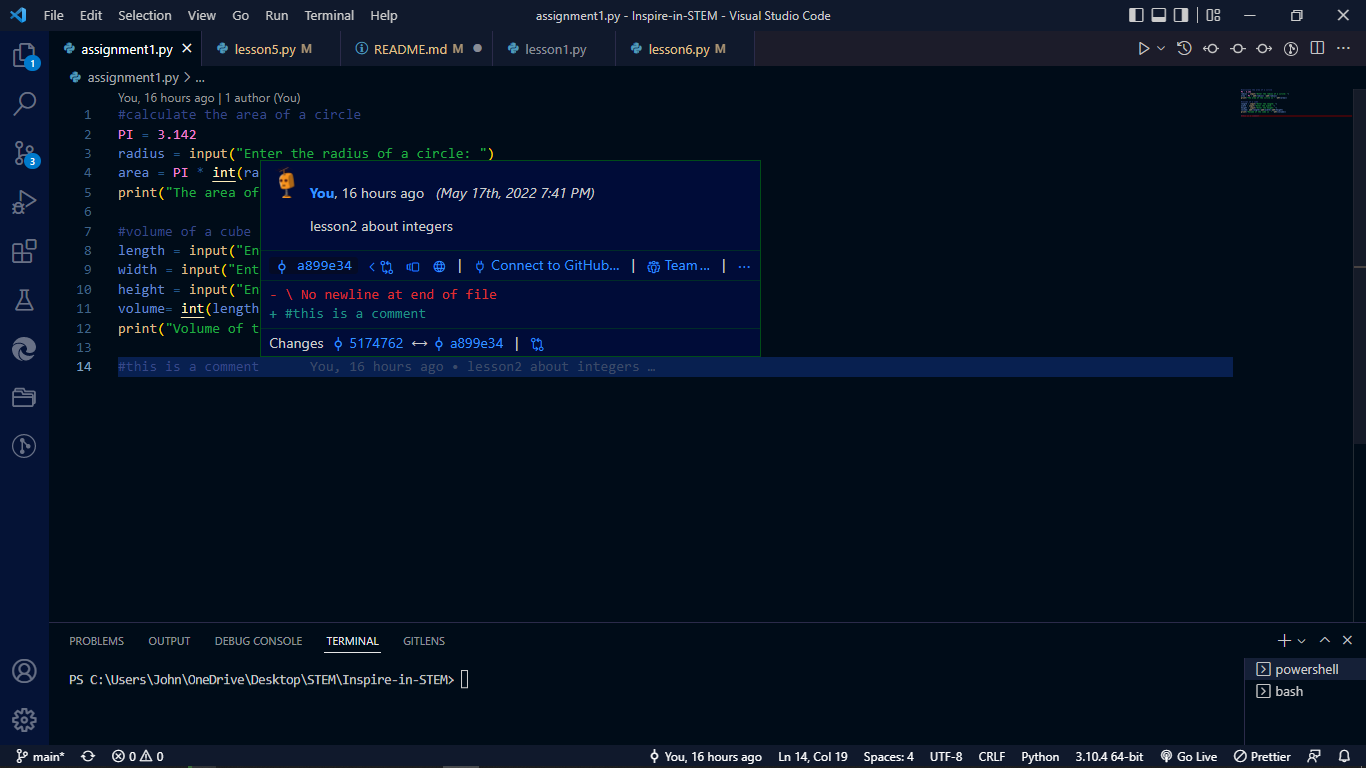 File Edit Selection View Go Run Terminal Help assignment1.py - Inspire-in-STEM - Visual Studio Code
assignment1.py lesson5.py M README.md M lesson1.py lesson6.py M
assignment1.py > ...
You, 16 hours ago | 1 author (You)
1 #calculate the area of a circle
2 PI = 3.142
3 radius = input("Enter the radius of a circle: ")
4 area = PI * int(ra
5 print("The area of
6
7 #volume of a cube
8 length = input("En
9 width = input("Ent
10 height = input("En
11 volume= int(length
12 print("Volume of t
13
14 #this is a comment You, 16 hours ago • lesson2 about integers …
You, 16 hours ago (May 17th, 2022 7:41 PM)
lesson2 about integers
a899e34 | Connect to GitHub... | Team... | ...
- \ No newline at end of file
+ #this is a comment
Changes 5174762 ↔ a899e34 |
1
3
PROBLEMS OUTPUT DEBUG CONSOLE TERMINAL GITLENS
PS C:\Users\John\OneDrive\Desktop\STEM\Inspire-in-STEM>
powershell
bash
main* 0 0 You, 16 hours ago Ln 14, Col 19 Spaces: 4 UTF-8 CRLF Python 3.10.4 64-bit Go Live Prettier